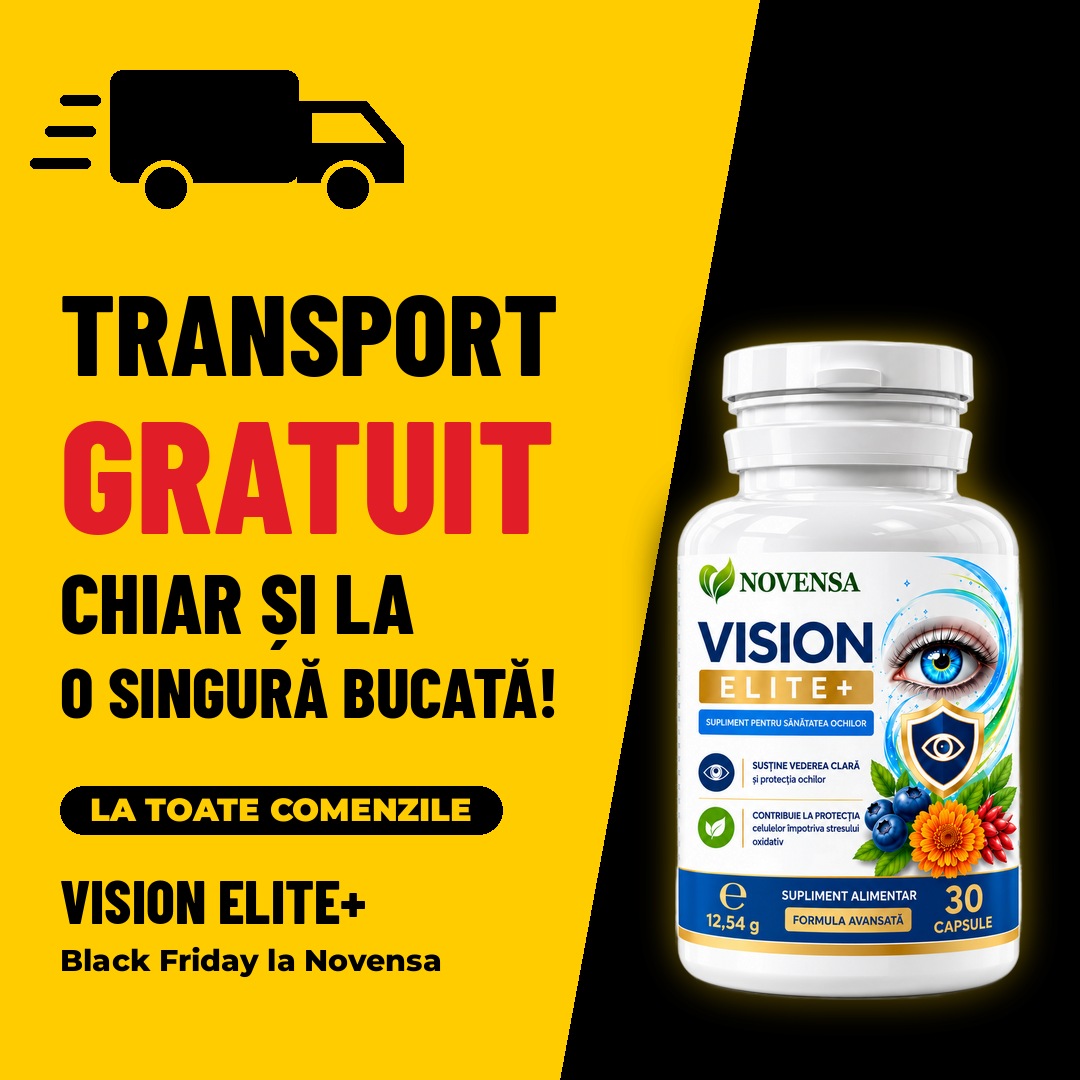 TRANSPORT
GRATUIT
CHIAR ȘI LA
O SINGURĂ BUCATĂ!
LA TOATE COMENZILE
VISION ELITE+
Black Friday la Novensa
NOVENSA
VISION
ELITE+
SUPLIMENT PENTRU SĂNĂTATEA OCHILOR
SUSȚINE VEDEREA CLARĂ
și protecția ochilor
CONTRIBUIE LA PROTECȚIA
celulelor împotriva stresului
oxidativ
e
12,54 g
SUPLIMENT ALIMENTAR
FORMULA AVANSATĂ
30
CAPSULE